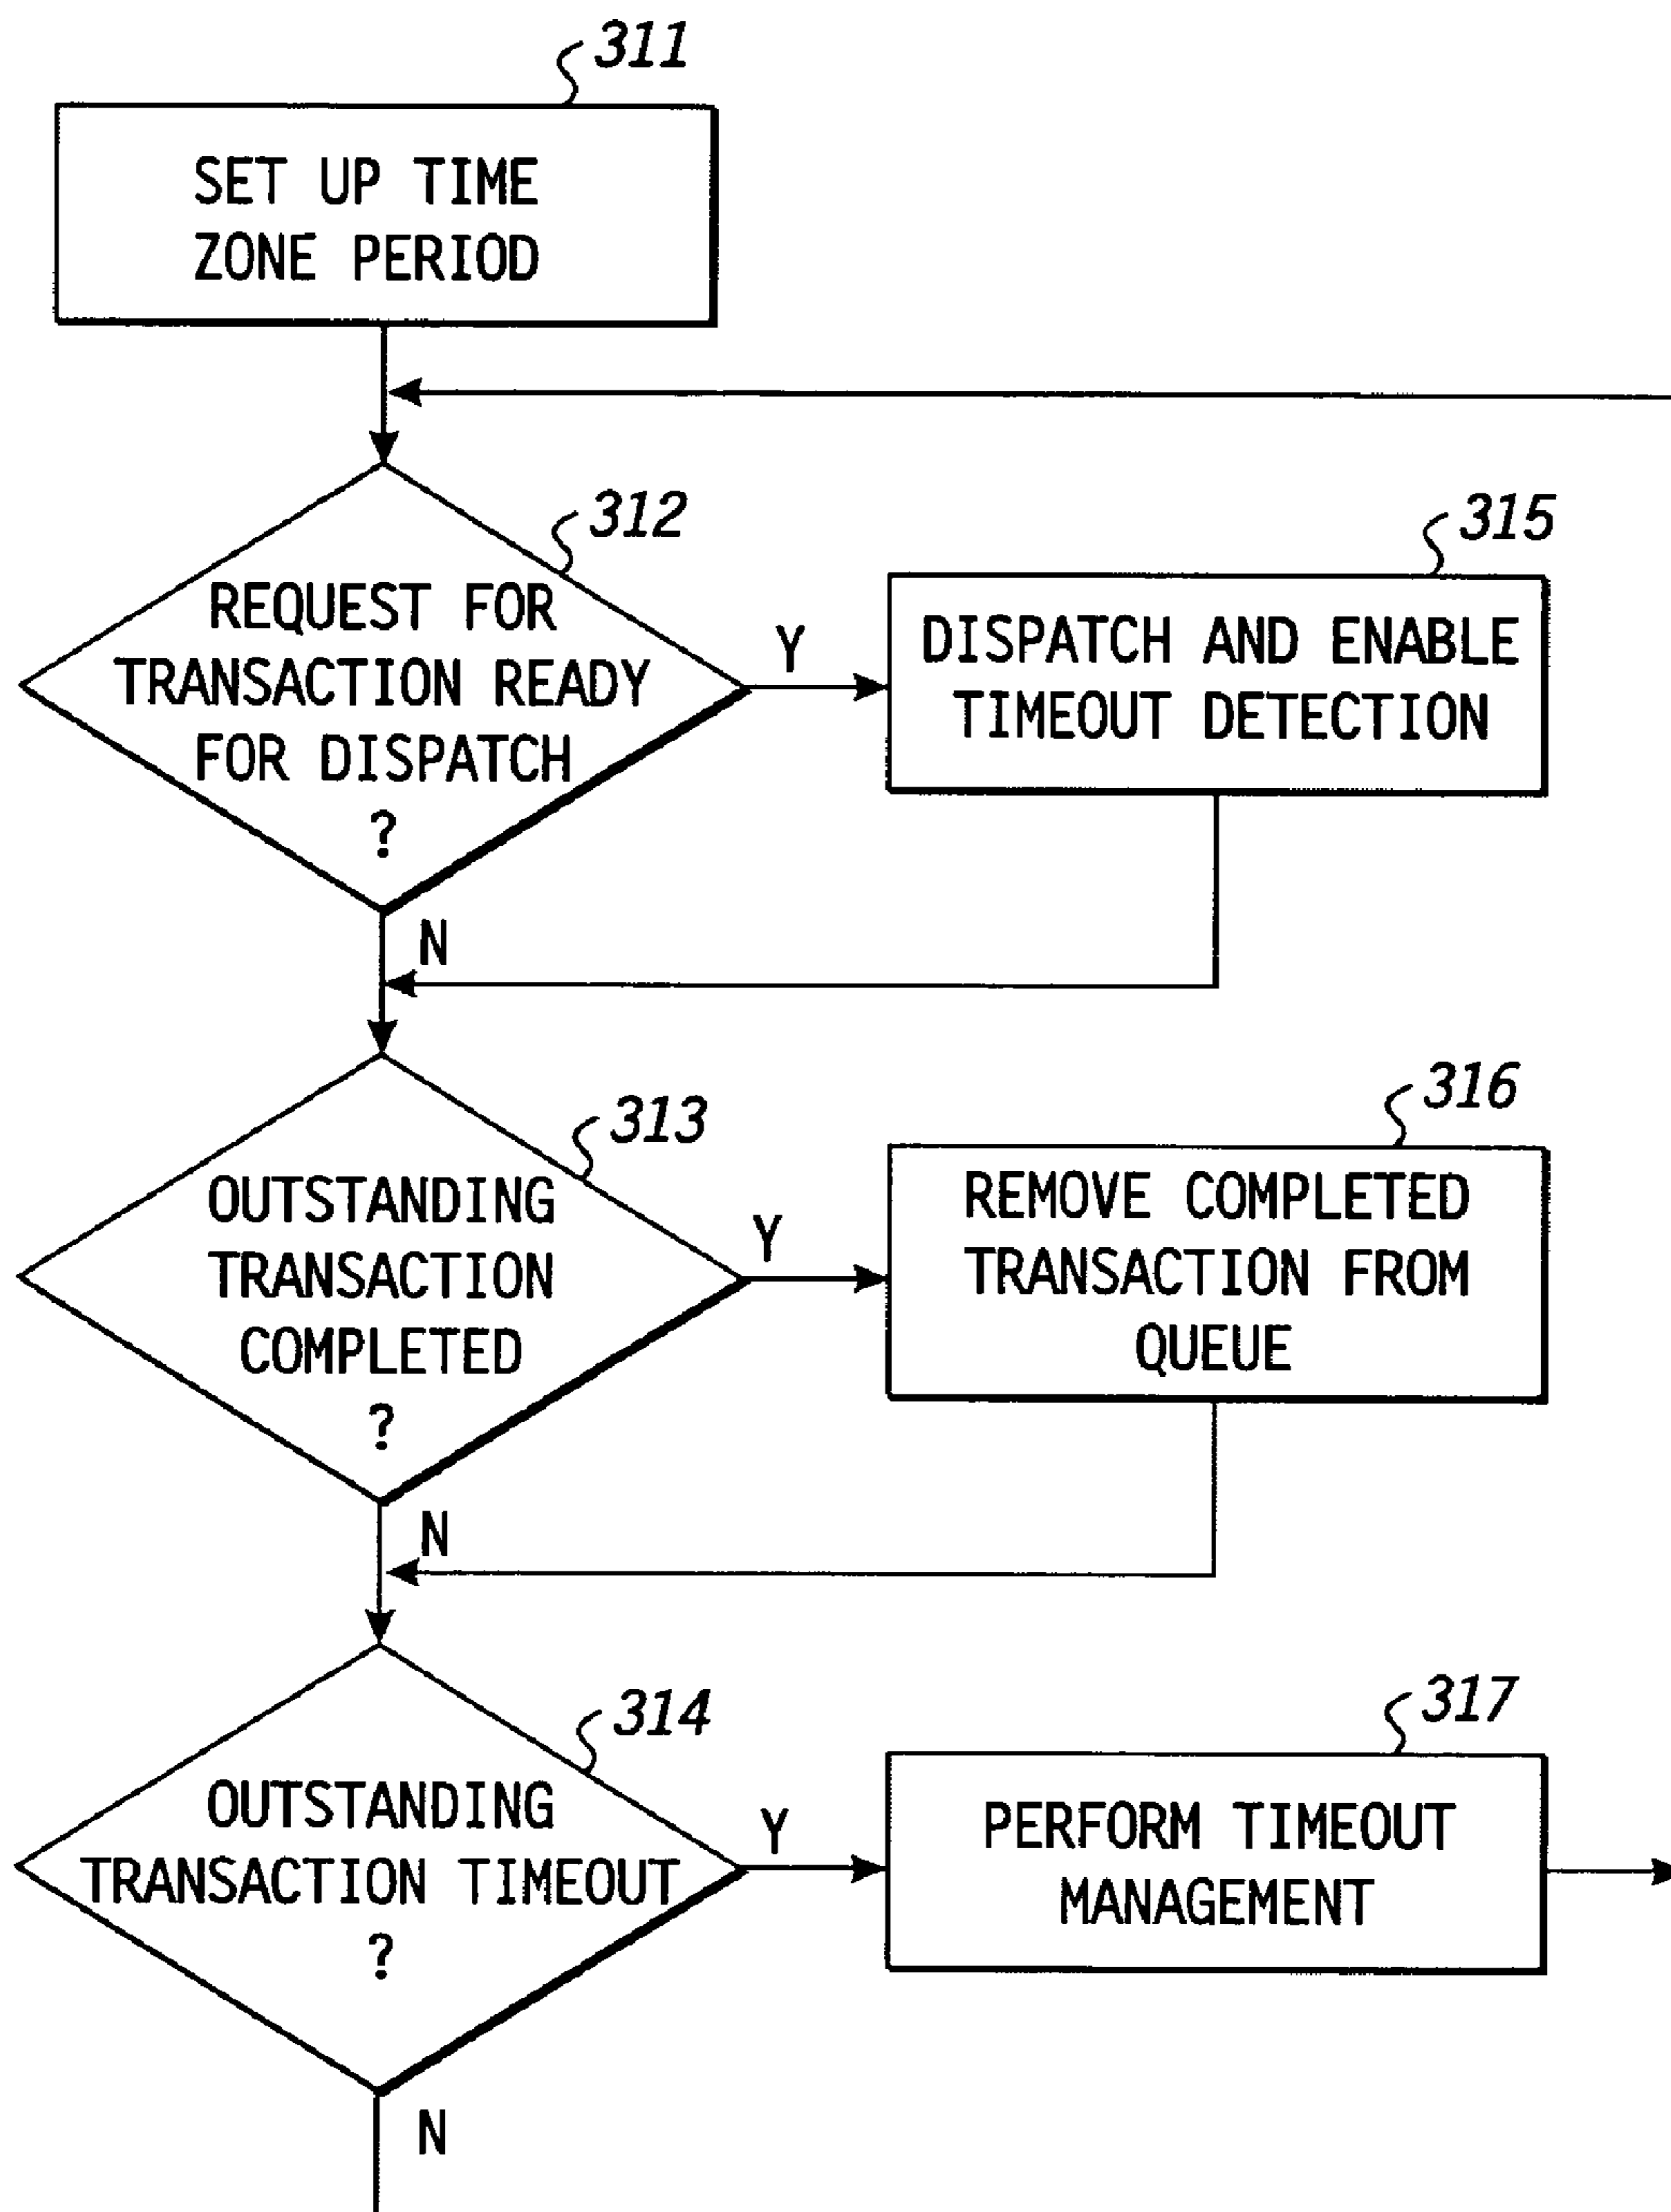 311
SET UP TIME
ZONE PERIOD
312
REQUEST FOR
TRANSACTION READY
FOR DISPATCH
?
Y
N
315
DISPATCH AND ENABLE
TIMEOUT DETECTION
313
OUTSTANDING
TRANSACTION
COMPLETED
?
Y
N
316
REMOVE COMPLETED
TRANSACTION FROM
QUEUE
314
OUTSTANDING
TRANSACTION TIMEOUT
?
Y
N
317
PERFORM TIMEOUT
MANAGEMENT